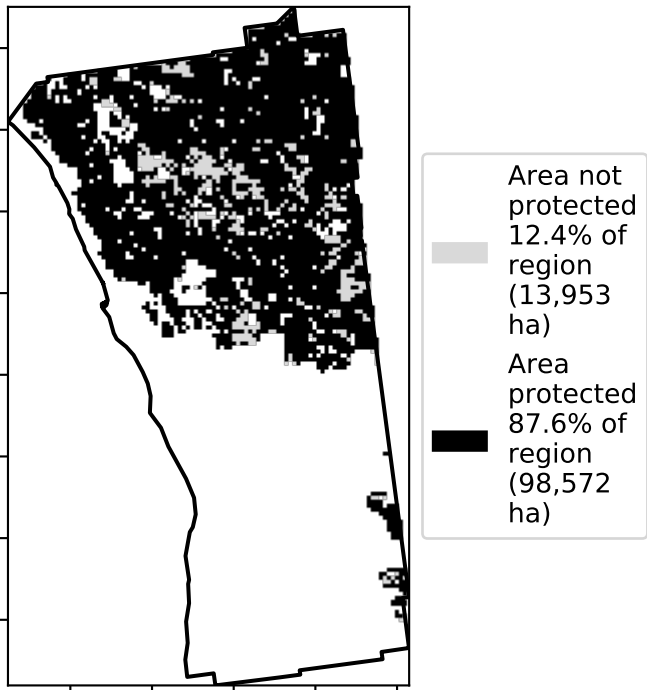 Area not
protected
12.4% of
region
(13,953
ha)
Area
protected
87.6% of
region
(98,572
ha)